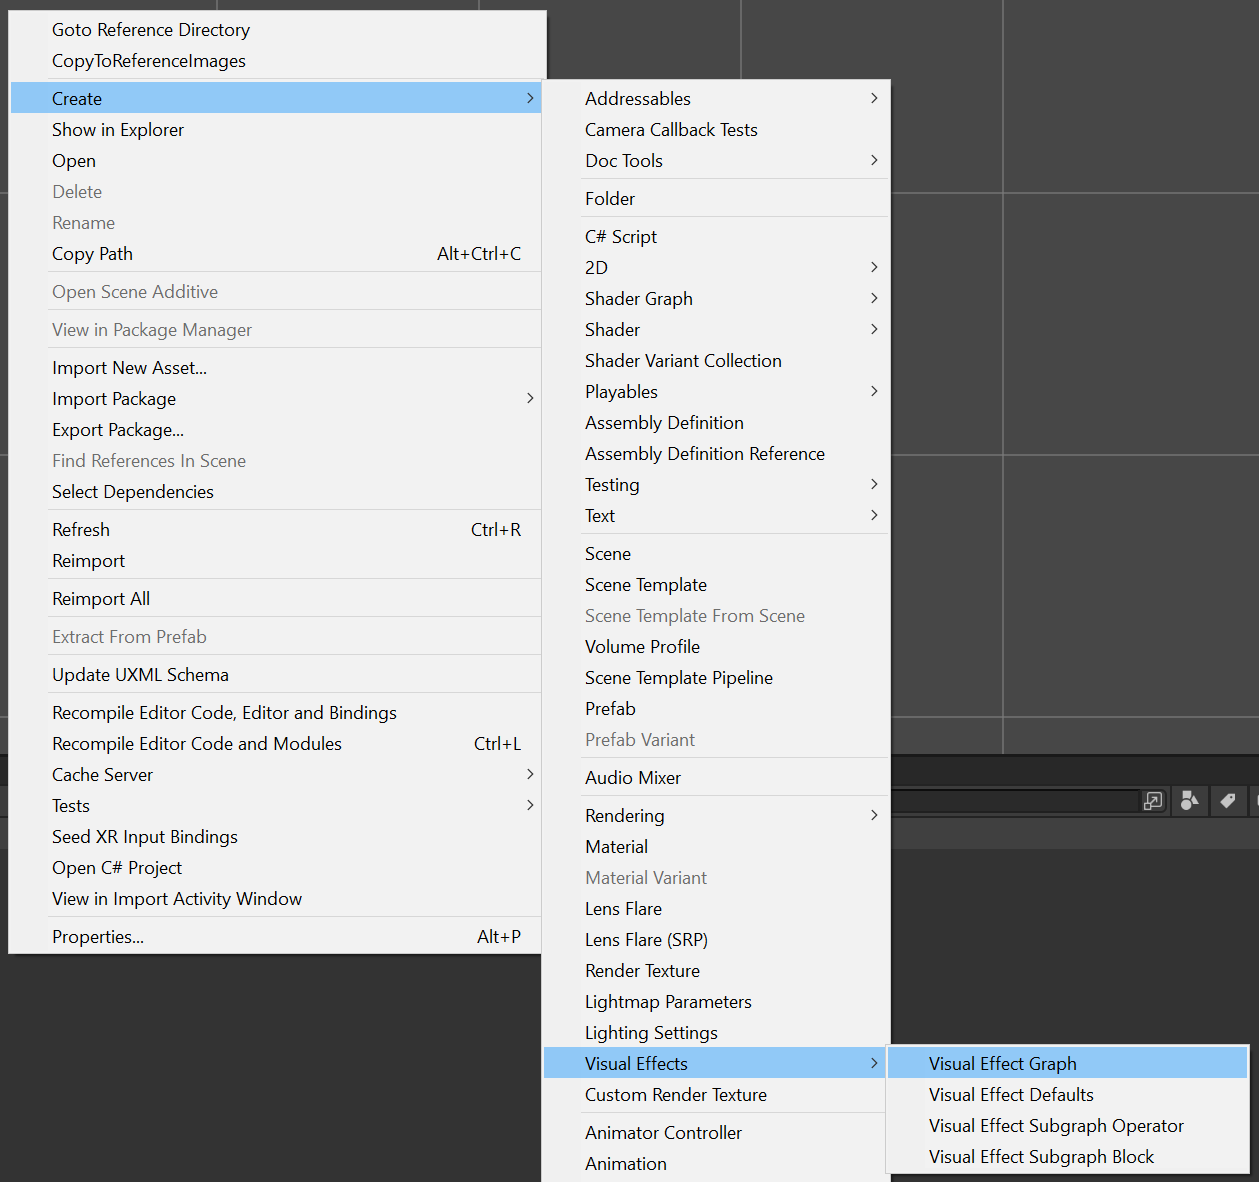 Goto Reference Directory
CopyToReferenceImages
Create
Show in Explorer
Open
Delete
Rename
Copy Path Alt+Ctrl+C
Open Scene Additive
View in Package Manager
Import New Asset...
Import Package
Export Package...
Find References In Scene
Select Dependencies
Refresh Ctrl+R
Reimport
Reimport All
Extract From Prefab
Update UXML Schema
Recompile Editor Code, Editor and Bindings
Recompile Editor Code and Modules Ctrl+L
Cache Server
Tests
Seed XR Input Bindings
Open C# Project
View in Import Activity Window
Properties... Alt+P
Addressables
Camera Callback Tests
Doc Tools
Folder
C# Script
2D
Shader Graph
Shader
Shader Variant Collection
Playables
Assembly Definition
Assembly Definition Reference
Testing
Text
Scene
Scene Template
Scene Template From Scene
Volume Profile
Scene Template Pipeline
Prefab
Prefab Variant
Audio Mixer
Rendering
Material
Material Variant
Lens Flare
Lens Flare (SRP)
Render Texture
Lightmap Parameters
Lighting Settings
Visual Effects
Custom Render Texture
Animator Controller
Animation
Visual Effect Graph
Visual Effect Defaults
Visual Effect Subgraph Operator
Visual Effect Subgraph Block